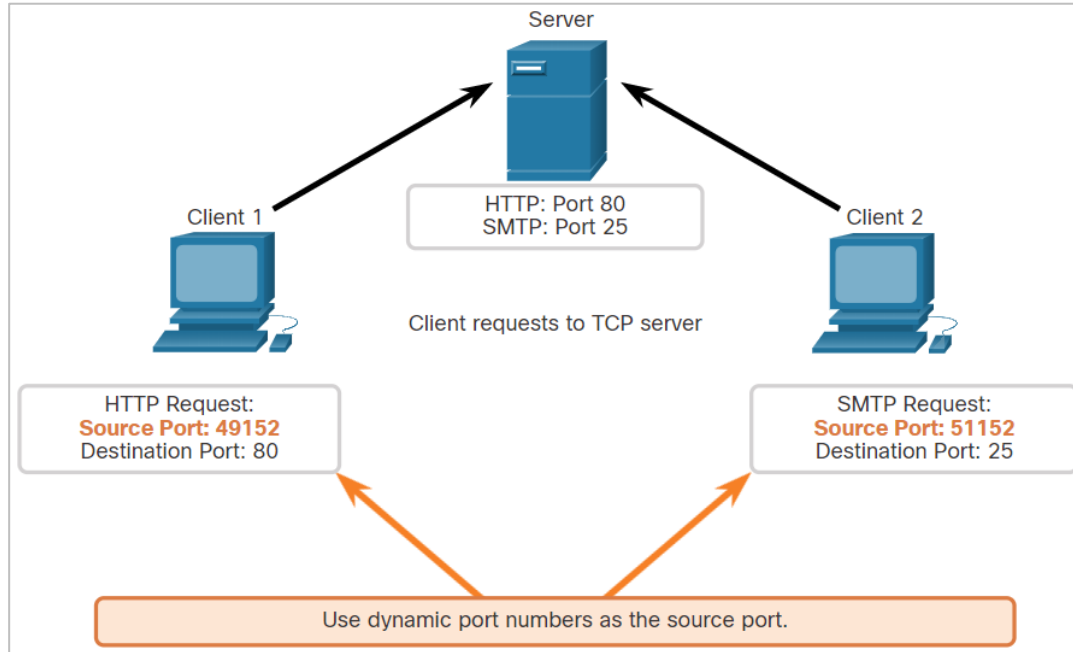 Server
HTTP: Port 80
SMTP: Port 25
Client 1
Client 2
Client requests to TCP server
HTTP Request:
Source Port: 49152
Destination Port: 80
SMTP Request:
Source Port: 51152
Destination Port: 25
Use dynamic port numbers as the source port.